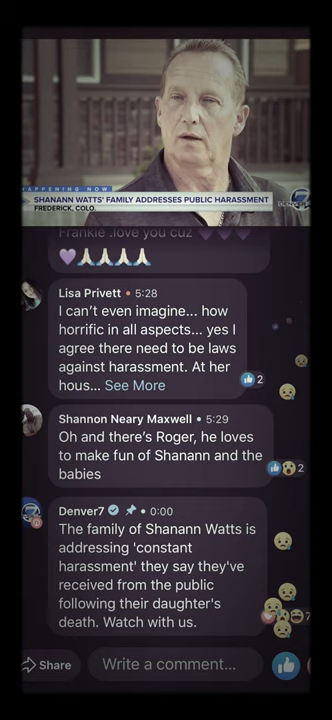 HAPPENING NOW
SHANANN WATTS' FAMILY ADDRESSES PUBLIC HARASSMENT
FREDERICK, COLO.
7
DENVER
Frankie .love you cuz 💜💜💜
💜🙏🏻🙏🏻🙏🏻🙏🏻
Lisa Privett • 5:28
I can't even imagine... how
horrific in all aspects... yes I
agree there need to be laws
against harassment. At her
hous... See More
2
Shannon Neary Maxwell • 5:29
Oh and there's Roger, he loves
to make fun of Shanann and the
babies
2
Denver7 • 0:00
The family of Shanann Watts is
addressing 'constant
harassment' they say they've
received from the public
following their daughter's
death. Watch with us.
7
Share
Write a comment...